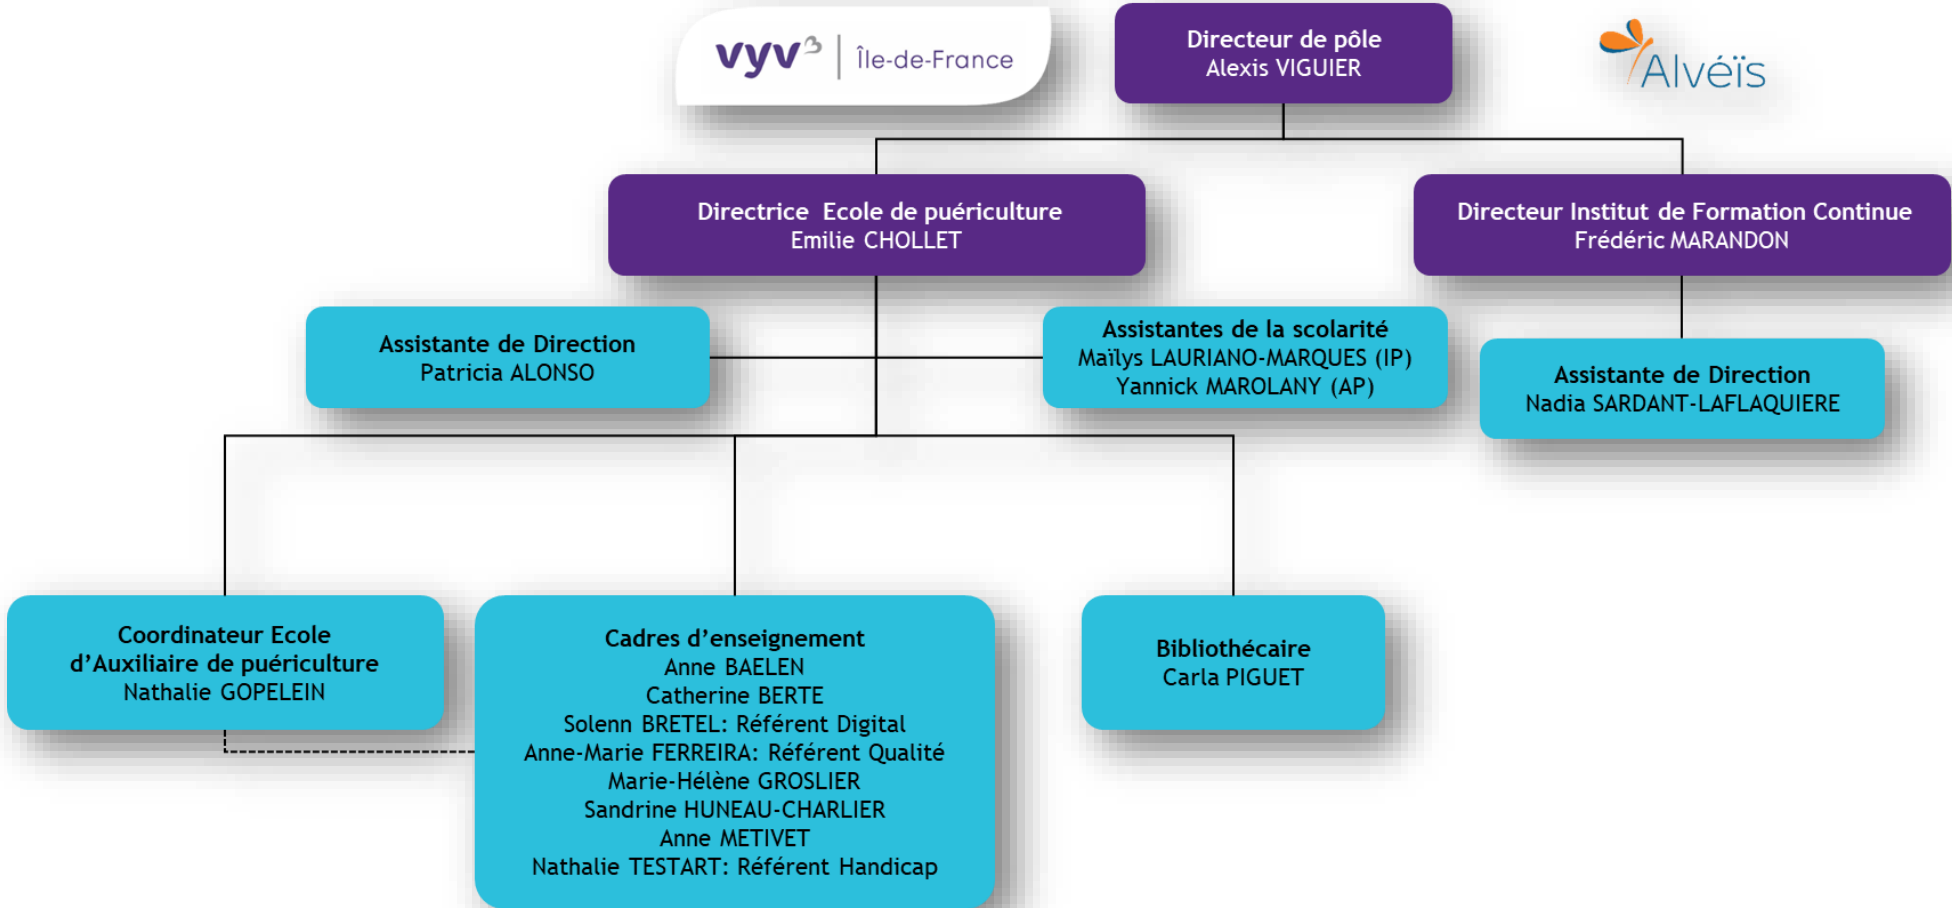 vyv³ | Île-de-France
Directeur de pôle
Alexis VIGUIER
Alvéïs
Directrice Ecole de puériculture
Emilie CHOLLET
Directeur Institut de Formation Continue
Frédéric MARANDON
Assistante de Direction
Patricia ALONSO
Assistantes de la scolarité
Maïlys LAURIANO-MARQUES (IP)
Yannick MAROLANY (AP)
Assistante de Direction
Nadia SARDANT-LAFLAQUIERE
Coordinateur Ecole
d’Auxiliaire de puériculture
Nathalie GOPELEIN
Cadres d’enseignement
Anne BAELEN
Catherine BERTE
Solenn BRETEL: Référent Digital
Anne-Marie FERREIRA: Référent Qualité
Marie-Hélène GROSLIER
Sandrine HUNEAU-CHARLIER
Anne METIVET
Nathalie TESTART: Référent Handicap
Bibliothécaire
Carla PIGUET